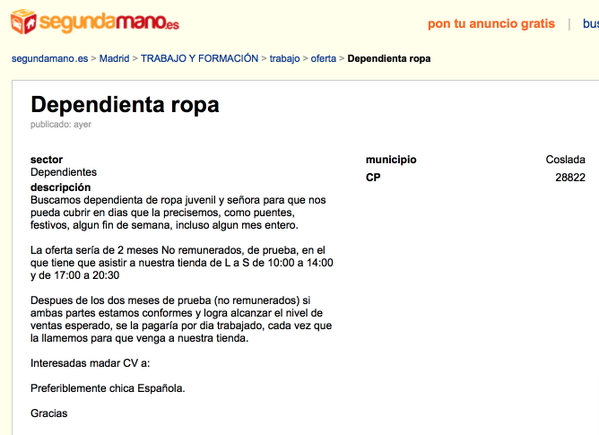 segundamano.es
pon tu anuncio gratis | bus
segundamano.es > Madrid > TRABAJO Y FORMACIÓN > trabajo > oferta > Dependienta ropa
Dependienta ropa
publicado: ayer
sector
Dependientes
municipio Coslada
CP 28822
descripción
Buscamos dependienta de ropa juvenil y señora para que nos
pueda cubrir en dias que la precisemos, como puentes,
festivos, algun fin de semana, incluso algun mes entero.
La oferta sería de 2 meses No remunerados, de prueba, en el
que tiene que asistir a nuestra tienda de L a S de 10:00 a 14:00
y de 17:00 a 20:30
Despues de los dos meses de prueba (no remunerados) si
ambas partes estamos conformes y logra alcanzar el nivel de
ventas esperado, se la pagaría por dia trabajado, cada vez que
la llamemos para que venga a nuestra tienda.
Interesadas madar CV a:
Preferiblemente chica Española.
Gracias